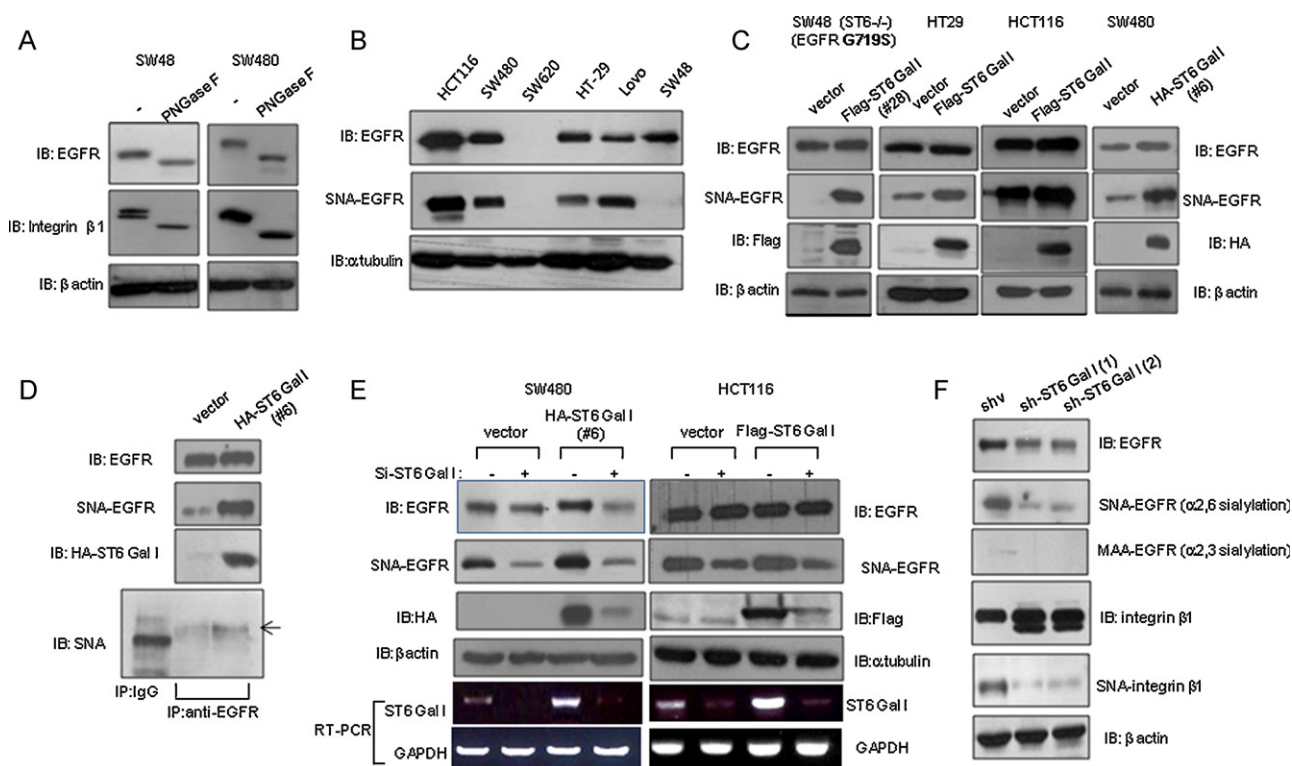 A
SW48
SW480
-
PNGase F
-
PNGase F
IB: EGFR
IB: Integrin β1
IB: β actin
B
HCT116
SW480
SW620
HT-29
Lovo
SW48
IB: EGFR
SNA-EGFR
IB:αtubulin
C
SW48 (ST6-/-)
(EGFR G719S)
HT29
HCT116
SW480
vector
Flag-ST6 Gal I
(#28)
vector
Flag-ST6 Gal I
vector
Flag-ST6 Gal I
vector
HA-ST6 Gal I
(#6)
IB: EGFR
IB: EGFR
SNA-EGFR
SNA-EGFR
IB: Flag
IB: HA
IB: β actin
IB: β actin
D
vector
HA-ST6 Gal I
(#6)
IB: EGFR
SNA-EGFR
IB: HA-ST6 Gal I
IB: SNA
IP:IgG
IP:anti-EGFR
E
SW480
HCT116
vector
HA-ST6 Gal I
(#6)
vector
Flag-ST6 Gal I
Si-ST6 Gal I :
- + - +
- + - +
IB: EGFR
IB: EGFR
SNA-EGFR
SNA-EGFR
IB:HA
IB:Flag
IB: βactin
IB:αtubulin
RT-PCR
ST6 Gal I
ST6 Gal I
GAPDH
GAPDH
F
shv
sh-ST6 Gal I (1)
sh-ST6 Gal I (2)
IB: EGFR
SNA-EGFR (α2,6 sialylation)
MAA-EGFR (α2,3 sialylation)
IB: integrin β1
SNA-integrin β1
IB: β actin